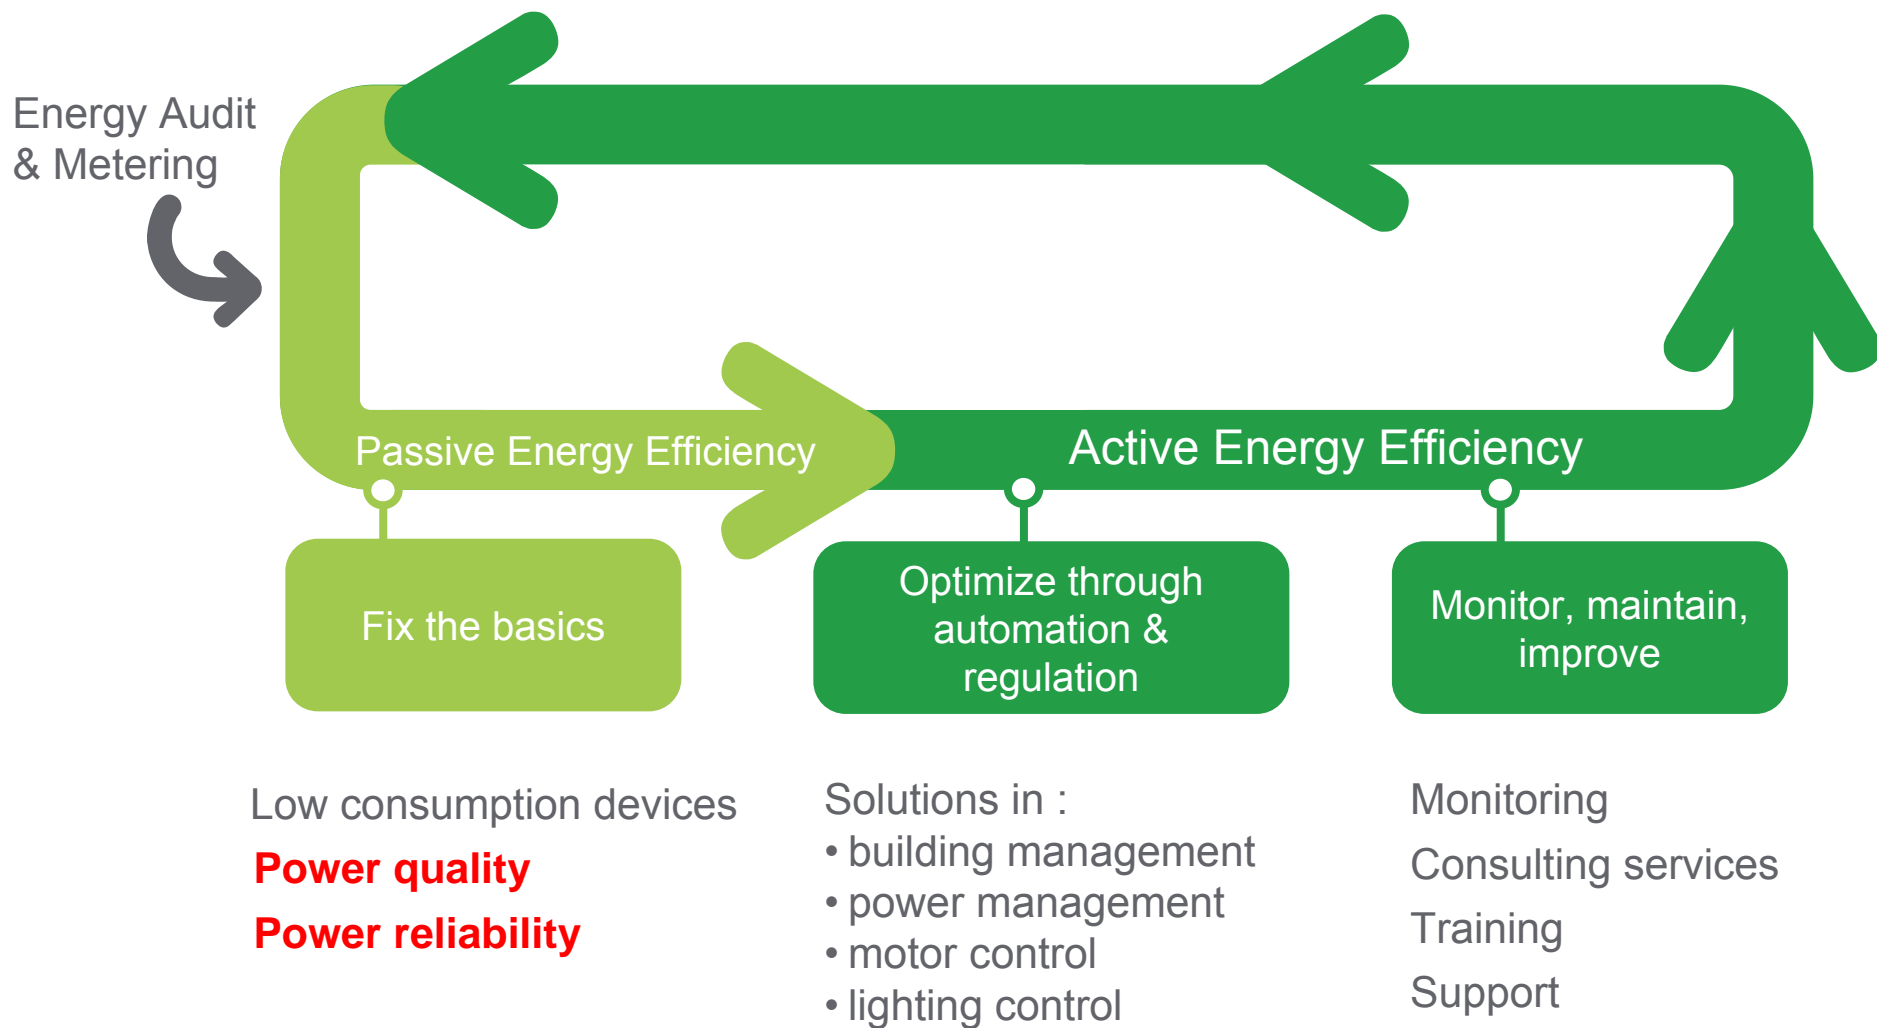 Energy Audit
& Metering
Passive Energy Efficiency
Active Energy Efficiency
Fix the basics
Optimize through
automation &
regulation
Monitor, maintain,
improve
Low consumption devices
Power quality
Power reliability
Solutions in :
• building management
• power management
• motor control
• lighting control
Monitoring
Consulting services
Training
Support